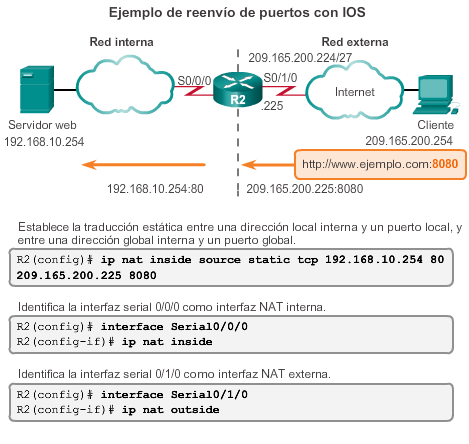 Ejemplo de reenvío de puertos con IOS
Red interna
Red externa
209.165.200.224/27
S0/0/0
S0/1/0
R2
.225
Internet
Servidor web
192.168.10.254
Cliente
209.165.200.254
http://www.ejemplo.com:8080
192.168.10.254:80
209.165.200.225:8080
Establece la traducción estática entre una dirección local interna y un puerto local, y
entre una dirección global interna y un puerto global.
R2(config)# ip nat inside source static tcp 192.168.10.254 80
209.165.200.225 8080
Identifica la interfaz serial 0/0/0 como interfaz NAT interna.
R2(config)# interface Serial0/0/0
R2(config-if)# ip nat inside
Identifica la interfaz serial 0/1/0 como interfaz NAT externa.
R2(config)# interface Serial0/1/0
R2(config-if)# ip nat outside